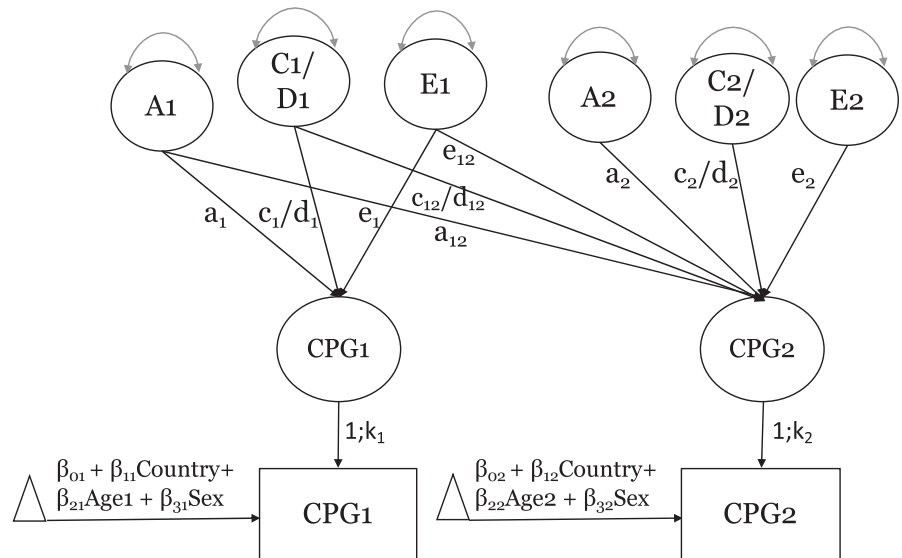 A1
C1/
D1
E1
A2
C2/
D2
E2
a₁
c₁/d₁
e₁
e₁₂
c₁₂/d₁₂
a₁₂
a₂
c₂/d₂
e₂
CPG1
CPG2
1;k₁
1;k₂
β₀₁ + β₁₁Country+
β₂₁Age1 + β₃₁Sex
CPG1
β₀₂ + β₁₂Country+
β₂₂Age2 + β₃₂Sex
CPG2